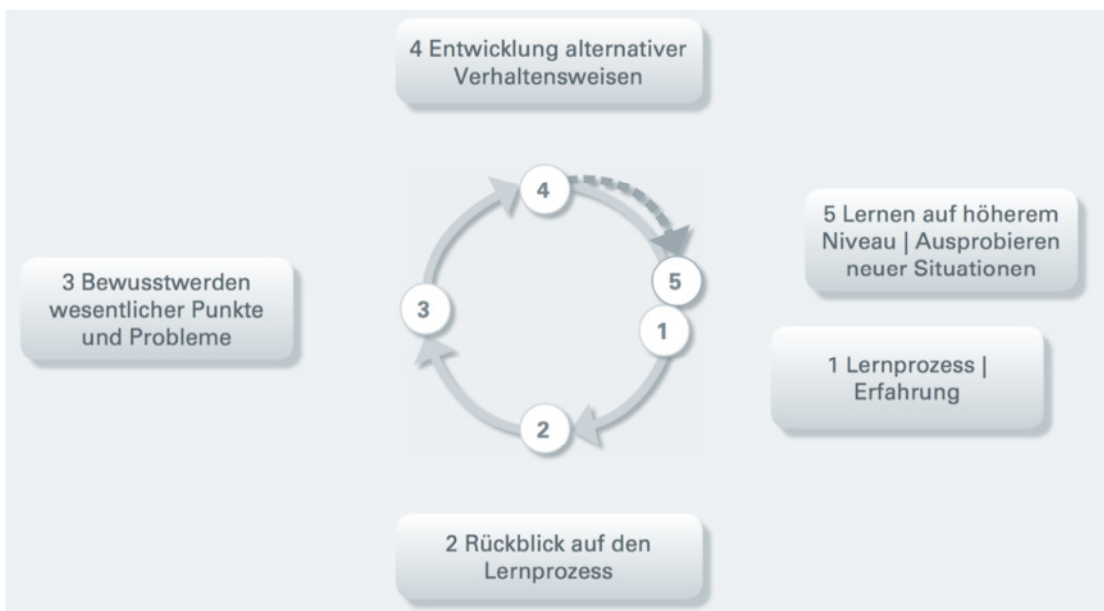 4 Entwicklung alternativer
Verhaltensweisen
4
5 Lernen auf höherem
Niveau | Ausprobieren
neuer Situationen
5
3 Bewusstwerden
wesentlicher Punkte
und Probleme
3
1
1 Lernprozess |
Erfahrung
2
2 Rückblick auf den
Lernprozess